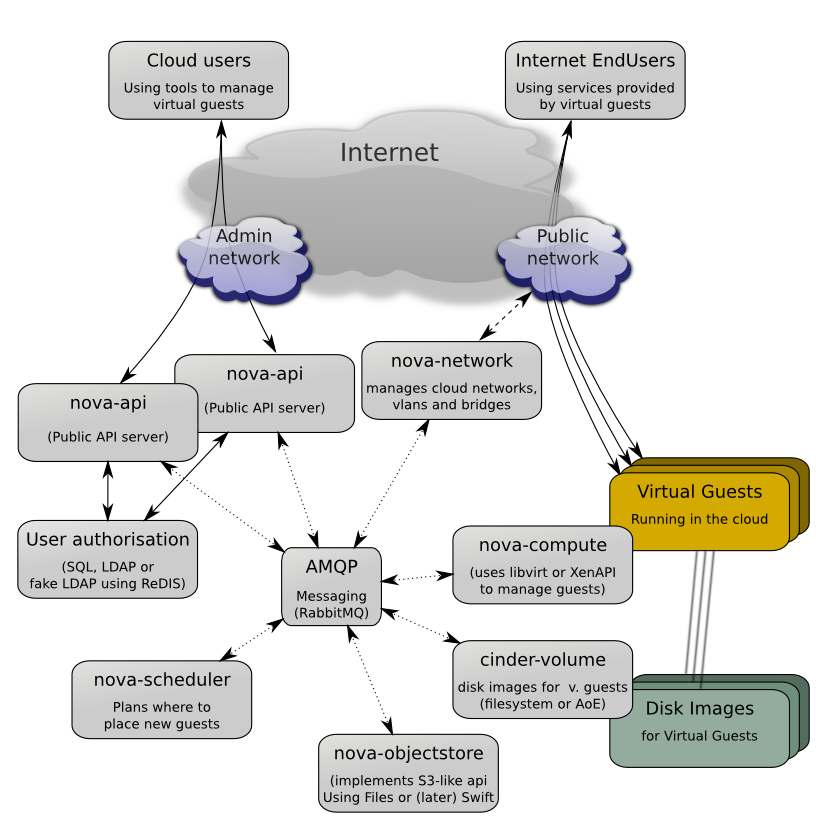 Cloud users
Using tools to manage
virtual guests
Internet EndUsers
Using services provided
by virtual guests
Internet
Admin
network
Public
network
nova-api
(Public API server)
nova-api
(Public API server)
nova-network
manages cloud networks,
vlans and bridges
Virtual Guests
Running in the cloud
User authorisation
(SQL, LDAP or
fake LDAP using ReDIS)
AMQP
Messaging
(RabbitMQ)
nova-compute
(uses libvirt or XenAPI
to manage guests)
nova-scheduler
Plans where to
place new guests
cinder-volume
disk images for  v. guests
(filesystem or AoE)
Disk Images
for Virtual Guests
nova-objectstore
(implements S3-like api
Using Files or (later) Swift